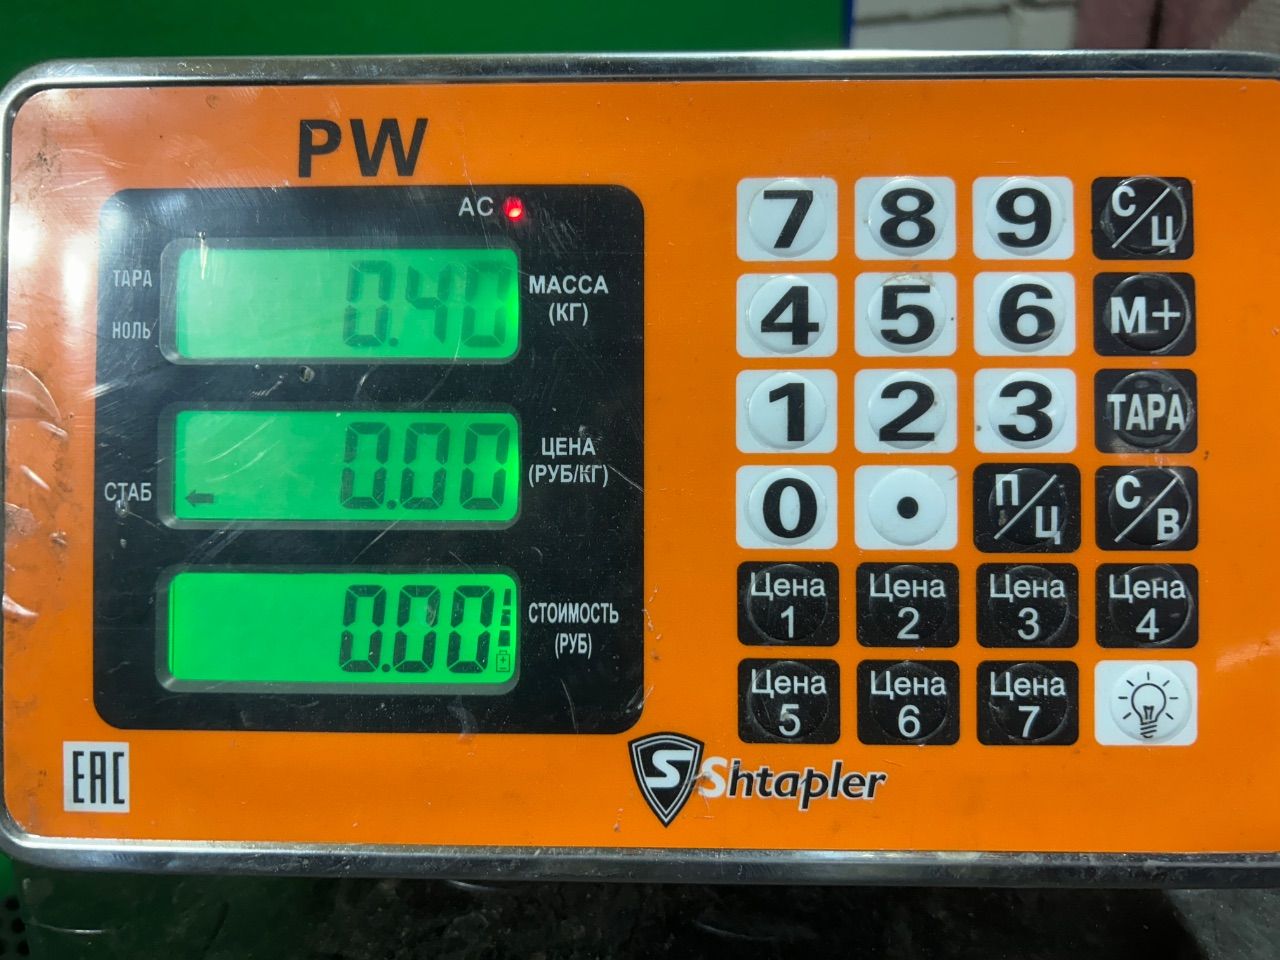 PW
AC
ТАРА
НОЛЬ
0.40
МАССА
(КГ)
СТАБ
0.00
ЦЕНА
(РУБ/КГ)
0.00
СТОИМОСТЬ
(РУБ)
7 8 9 С/Ц
4 5 6 М+
1 2 3 ТАРА
0 . П/Ц С/В
Цена 1 Цена 2 Цена 3 Цена 4
Цена 5 Цена 6 Цена 7
EAC
S Shtapler